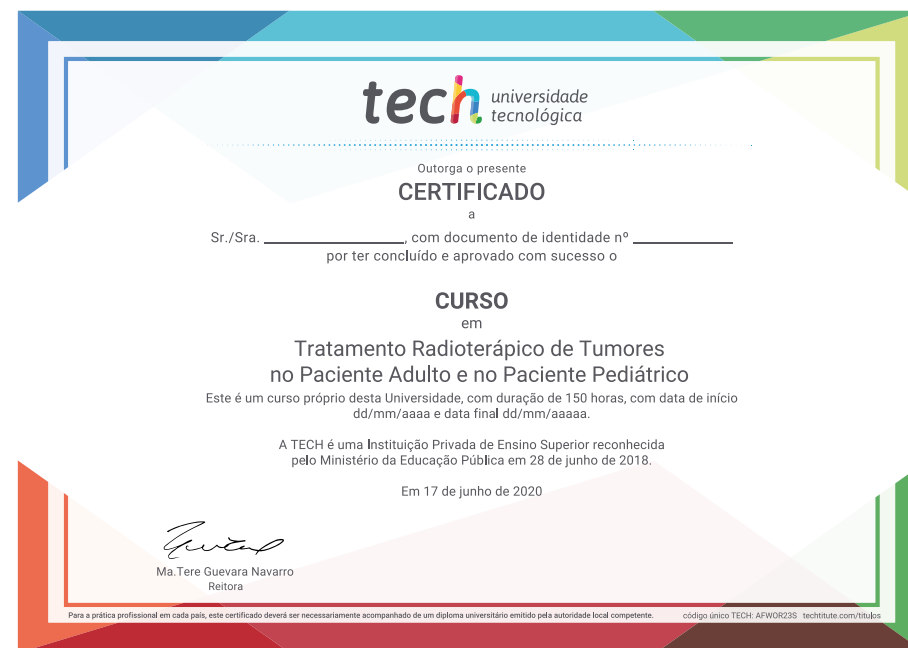 tech universidade
tecnológica
Outorga o presente
CERTIFICADO
a
Sr./Sra. ____________, com documento de identidade nº ____________
por ter concluído e aprovado com sucesso o
CURSO
em
Tratamento Radioterápico de Tumores
no Paciente Adulto e no Paciente Pediátrico
Este é um curso próprio desta Universidade, com duração de 150 horas, com data de início
dd/mm/aaaa e data final dd/mm/aaaaa.
A TECH é uma Instituição Privada de Ensino Superior reconhecida
pelo Ministério da Educação Pública em 28 de junho de 2018.
Em 17 de junho de 2020
Ma.Tere Guevara Navarro
Reitora
Para a prática profissional em cada país, este certificado deverá ser necessariamente acompanhado de um diploma universitário emitido pela autoridade local competente. código único TECH: AFWOR23S techtitute.com/titulos